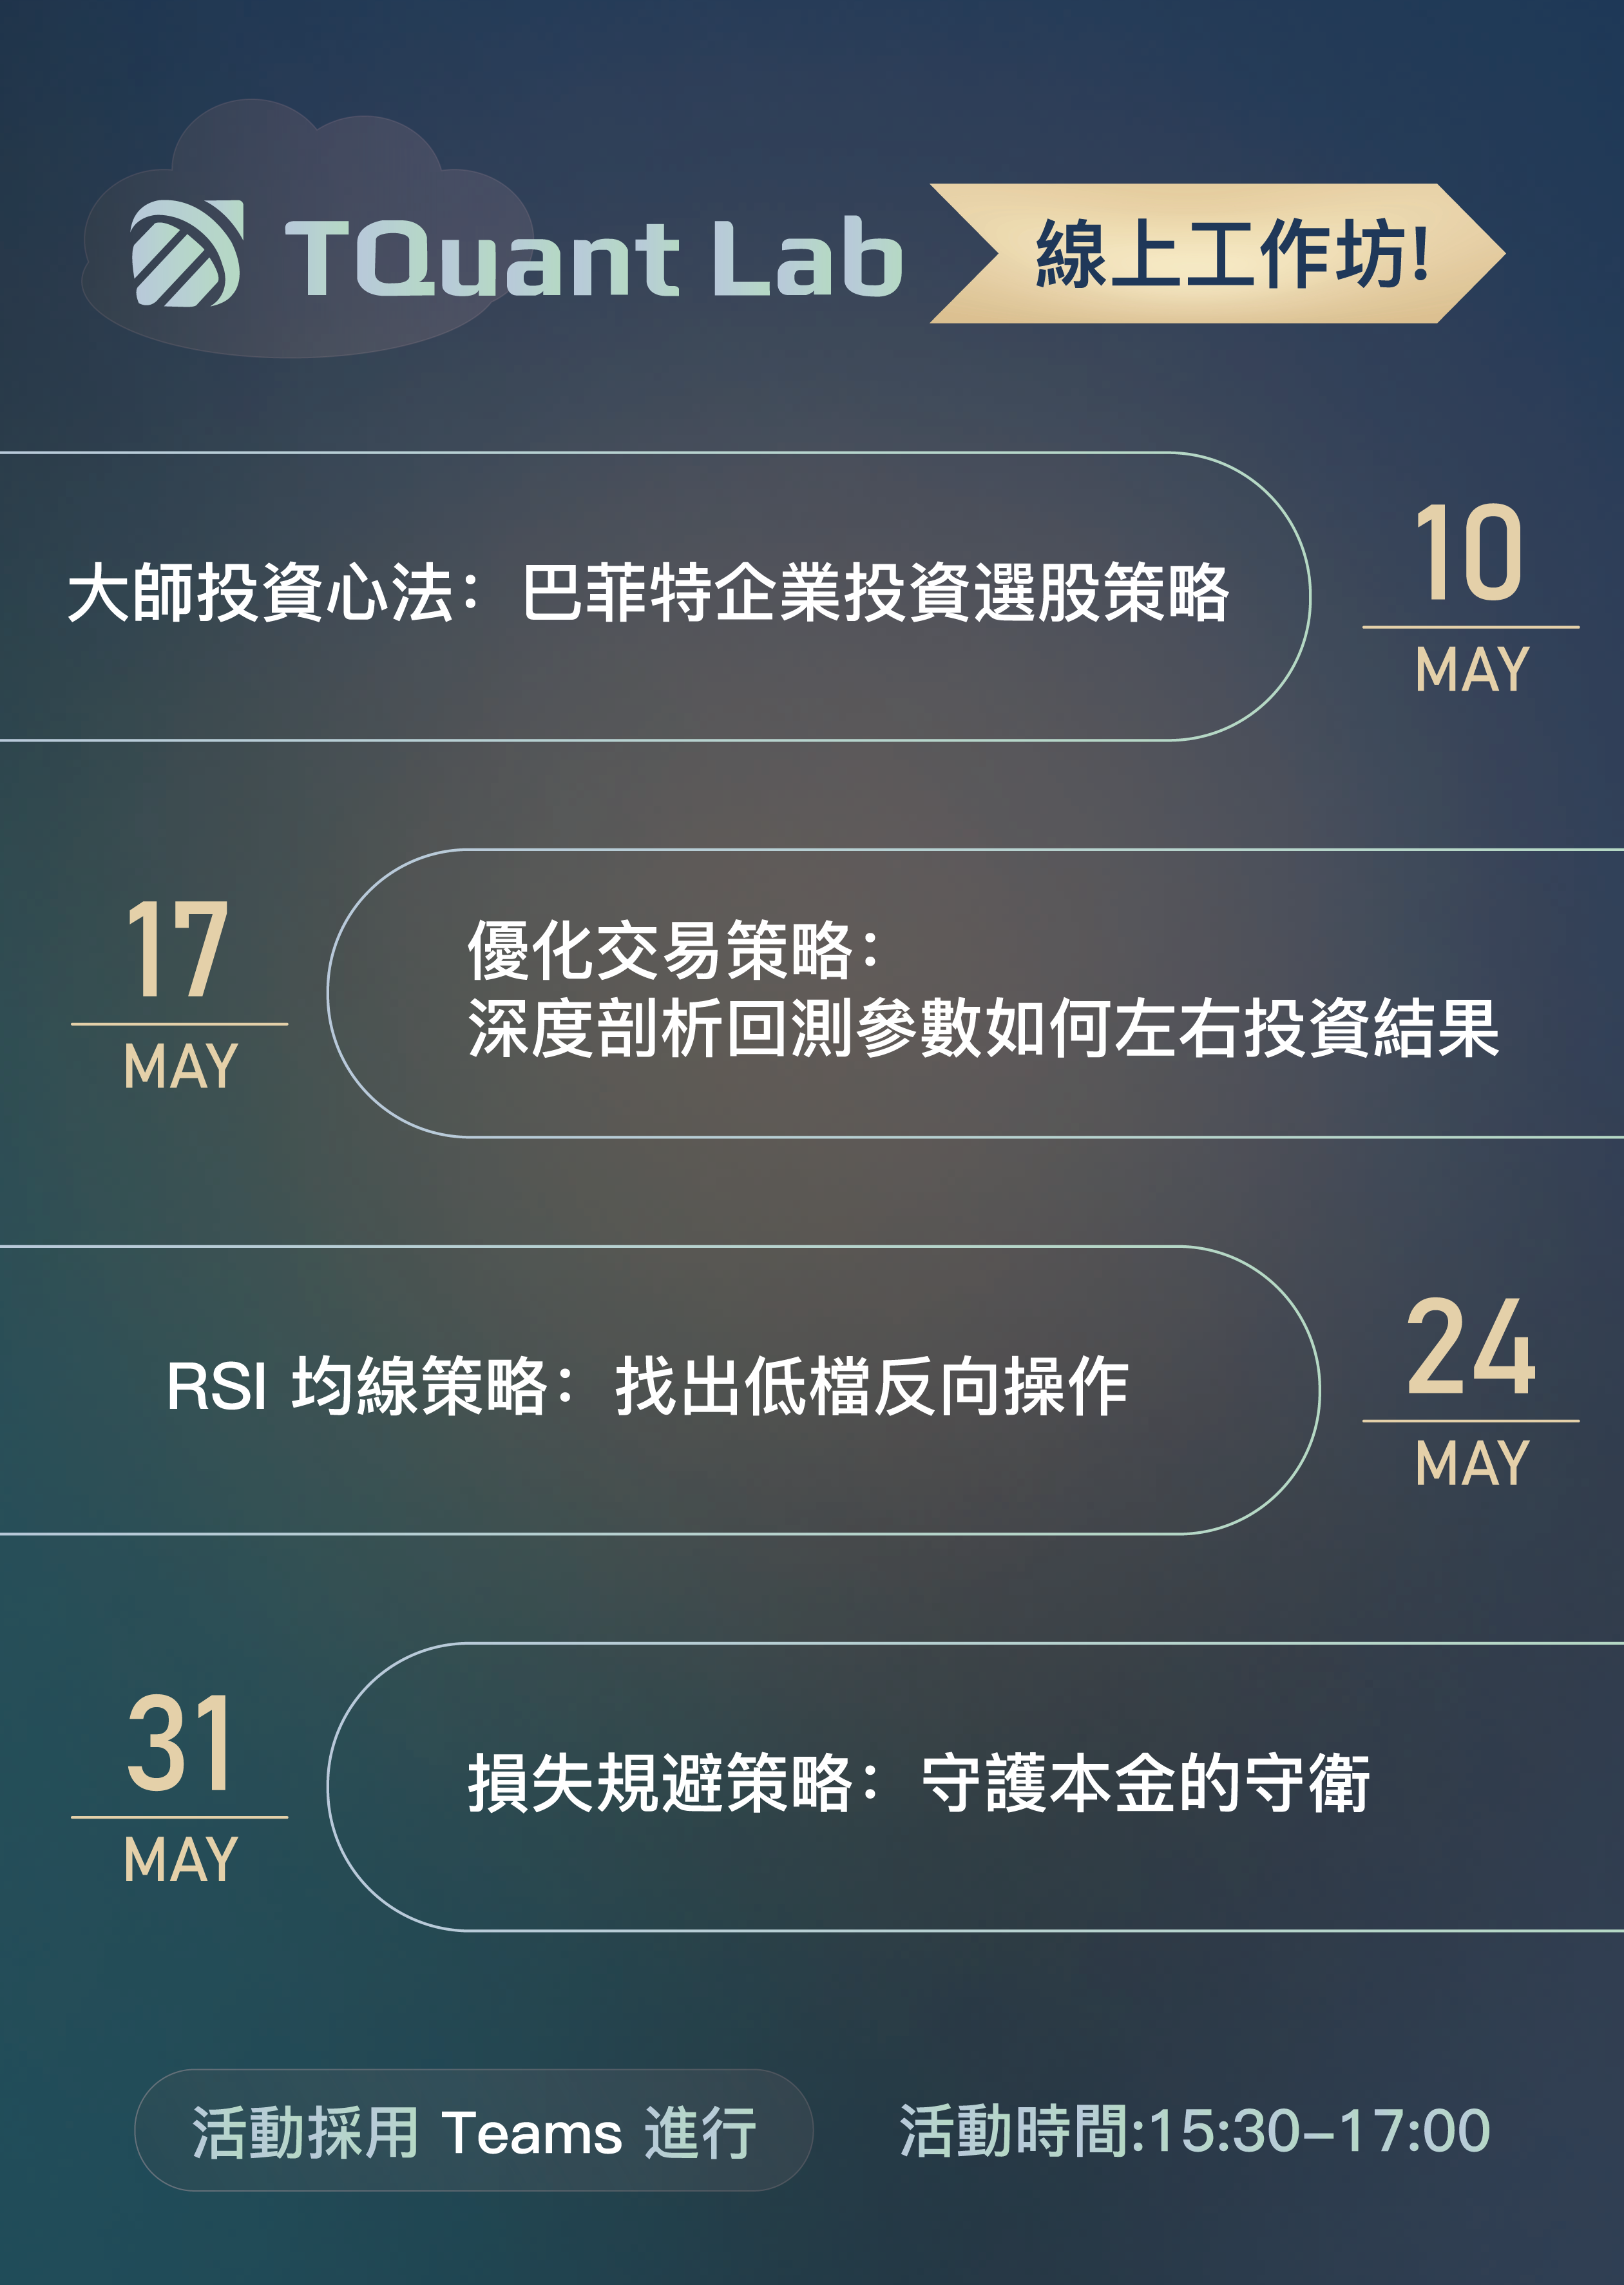 TQuant Lab
線上工作坊!
大師投資心法：巴菲特企業投資選股策略
10
MAY
17
MAY
優化交易策略：
深度剖析回測參數如何左右投資結果
RSI 均線策略：找出低檔反向操作
24
MAY
31
MAY
損失規避策略：守護本金的守衛
活動採用 Teams 進行
活動時間:15:30–17:00